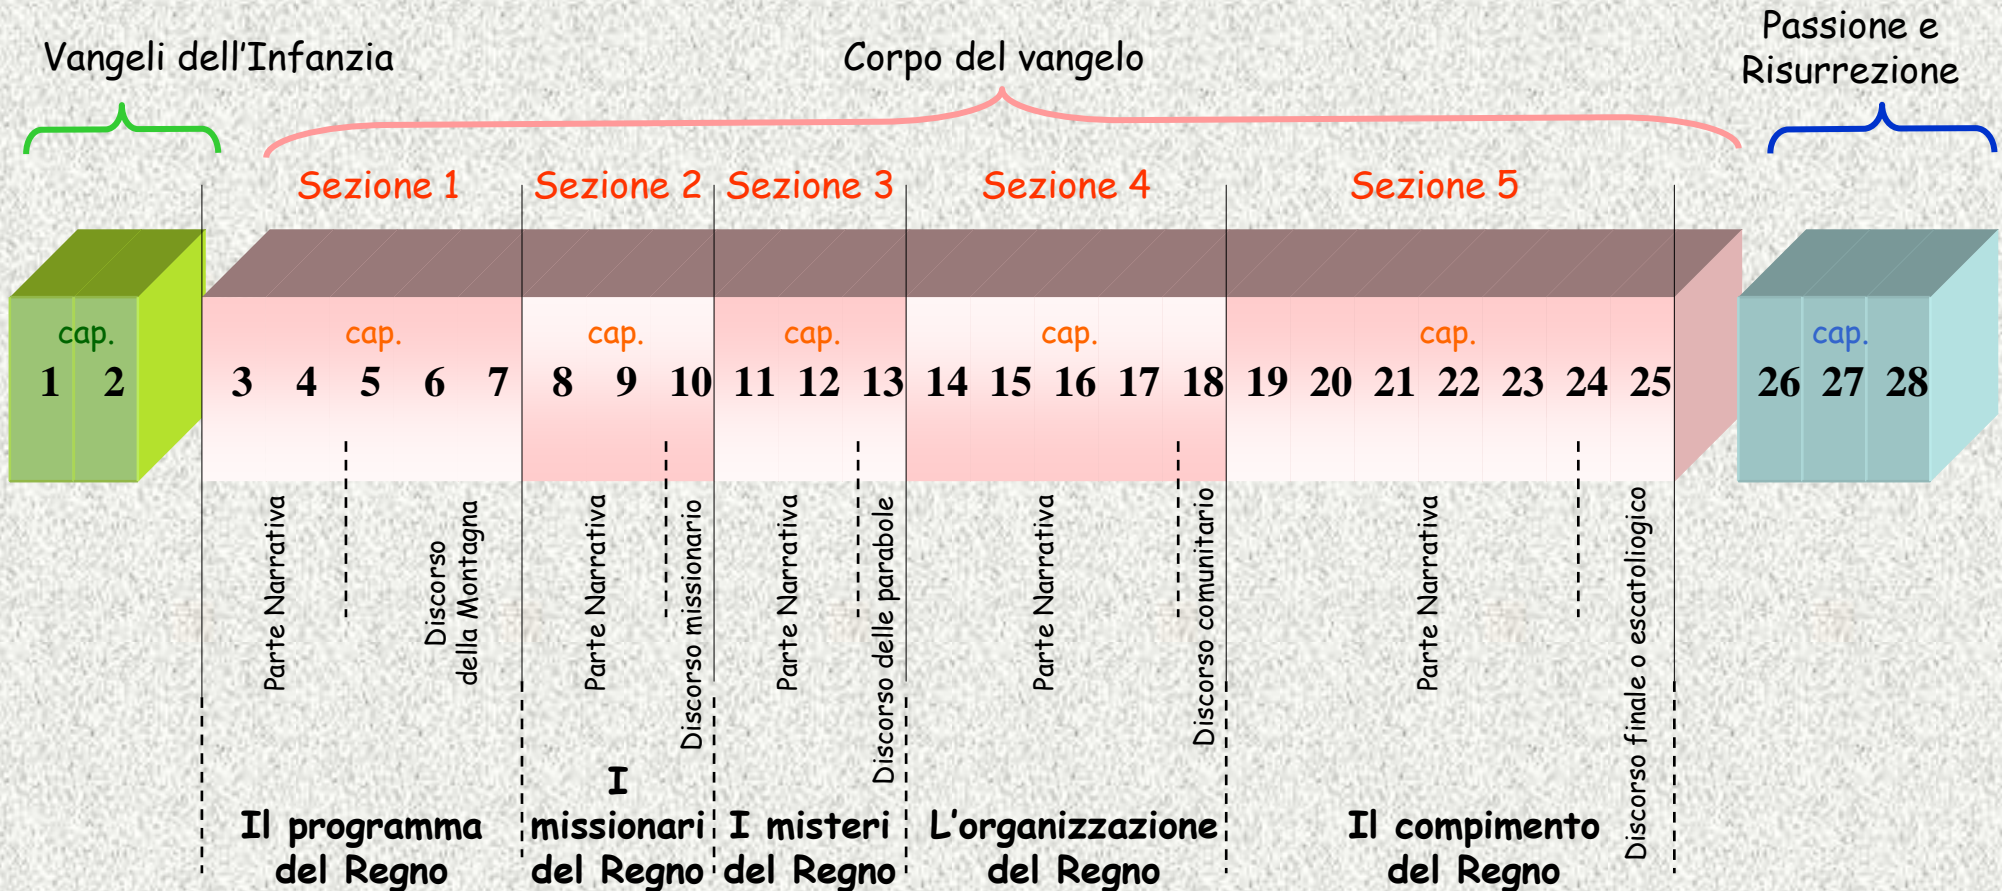 Vangeli dell'Infanzia
Corpo del vangelo
Passione e
Risurrezione
Sezione 1
Sezione 2
Sezione 3
Sezione 4
Sezione 5
cap.
cap.
cap.
cap.
cap.
cap.
cap.
1 2
3 4 5 6 7
8 9 10
11 12 13
14 15 16 17 18
19 20 21 22 23 24 25
26 27 28
Parte Narrativa
Discorso
della Montagna
Parte Narrativa
Discorso missionario
Parte Narrativa
Discorso delle parabole
Parte Narrativa
Discorso comunitario
Parte Narrativa
Discorso finale o escatoliogico
Il programma
del Regno
I
missionari
del Regno
I misteri
del Regno
L'organizzazione
del Regno
Il compimento
del Regno